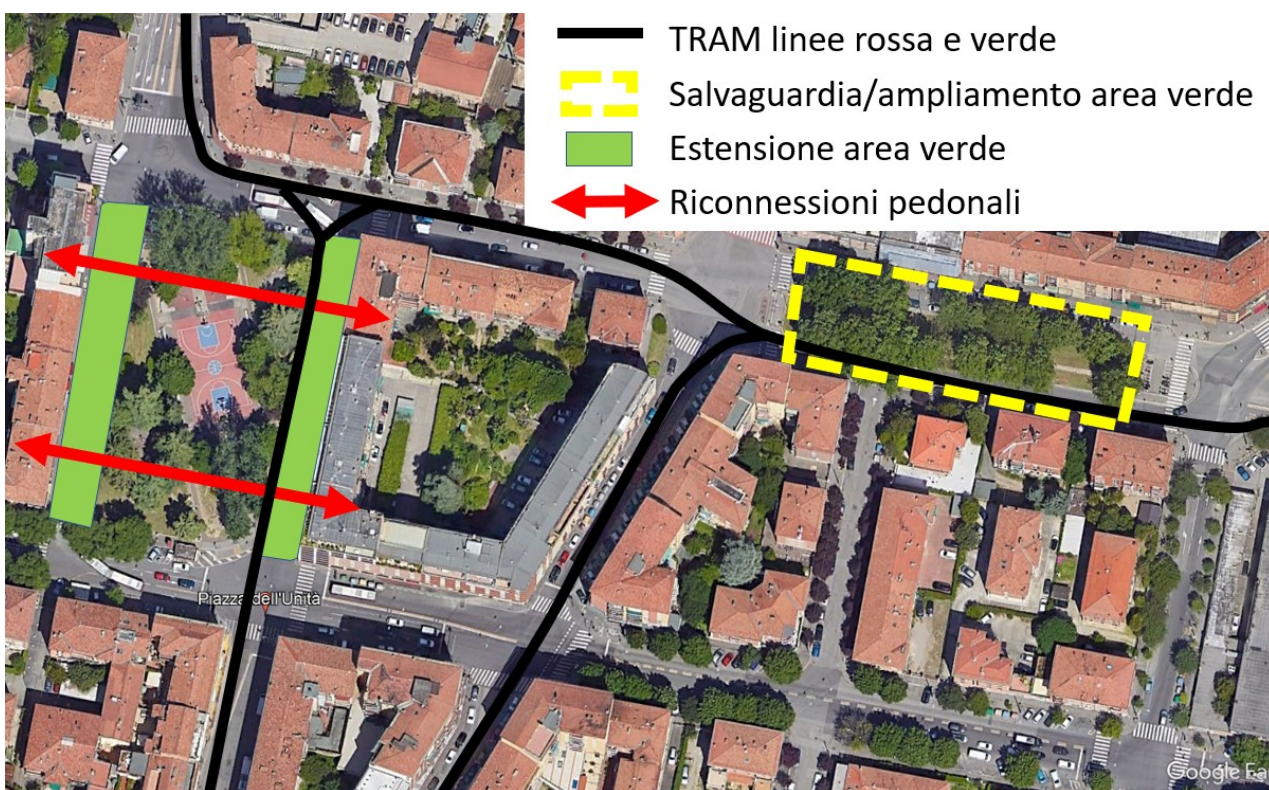 TRAM linee rossa e verde
Salvaguardia/ampliamento area verde
Estensione area verde
Riconnessioni pedonali
Piazza dell'Unità
Google Ea